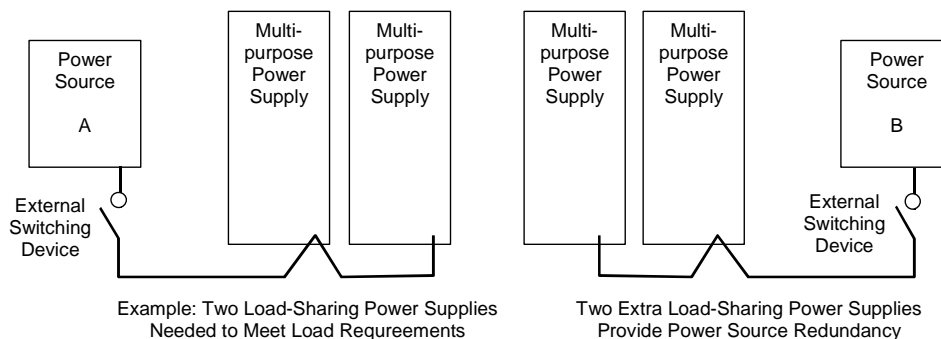 Power
Source
A
External
Switching
Device
Multi-
purpose
Power
Supply
Multi-
purpose
Power
Supply
Example: Two Load-Sharing Power Supplies
Needed to Meet Load Requreements
Multi-
purpose
Power
Supply
Multi-
purpose
Power
Supply
Power
Source
B
External
Switching
Device
Two Extra Load-Sharing Power Supplies
Provide Power Source Redundancy